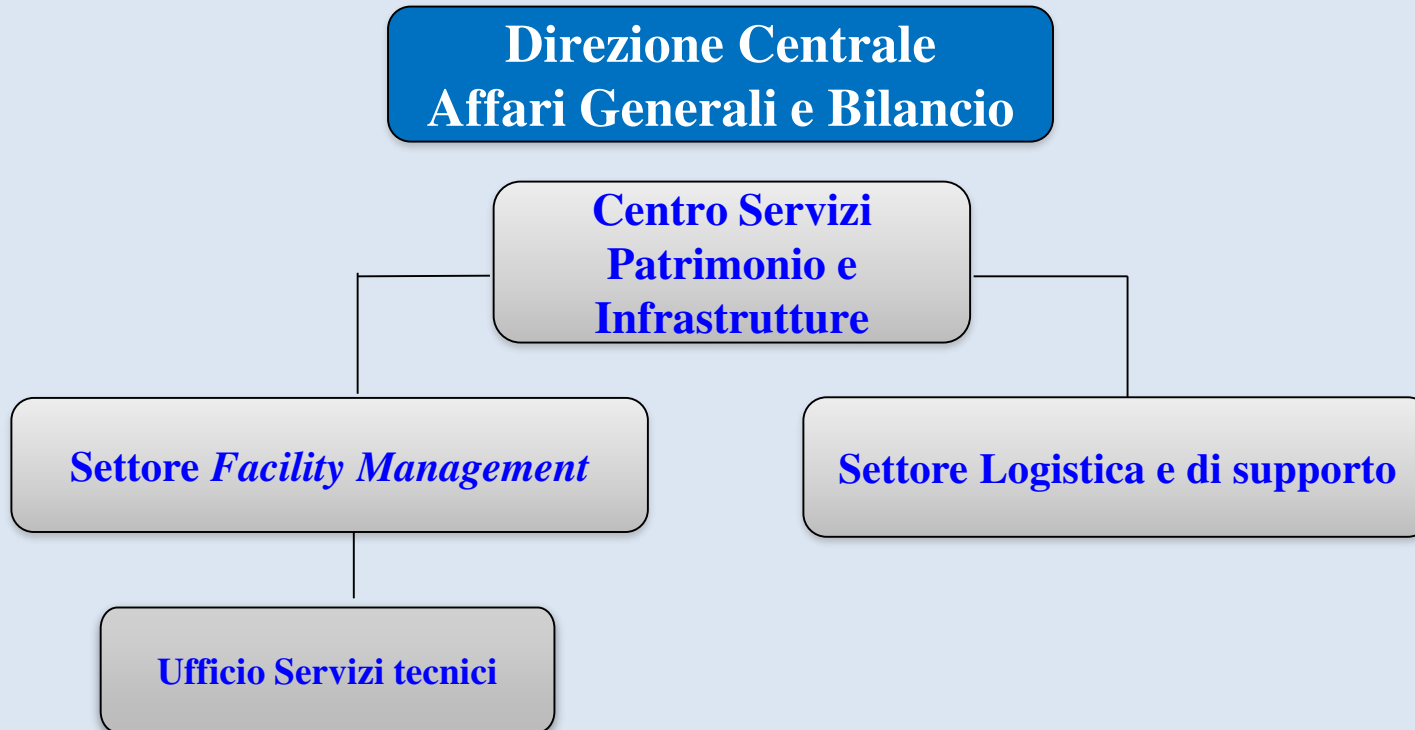 Direzione Centrale
Affari Generali e Bilancio
Centro Servizi
Patrimonio e
Infrastrutture
Settore Facility Management
Settore Logistica e di supporto
Ufficio Servizi tecnici